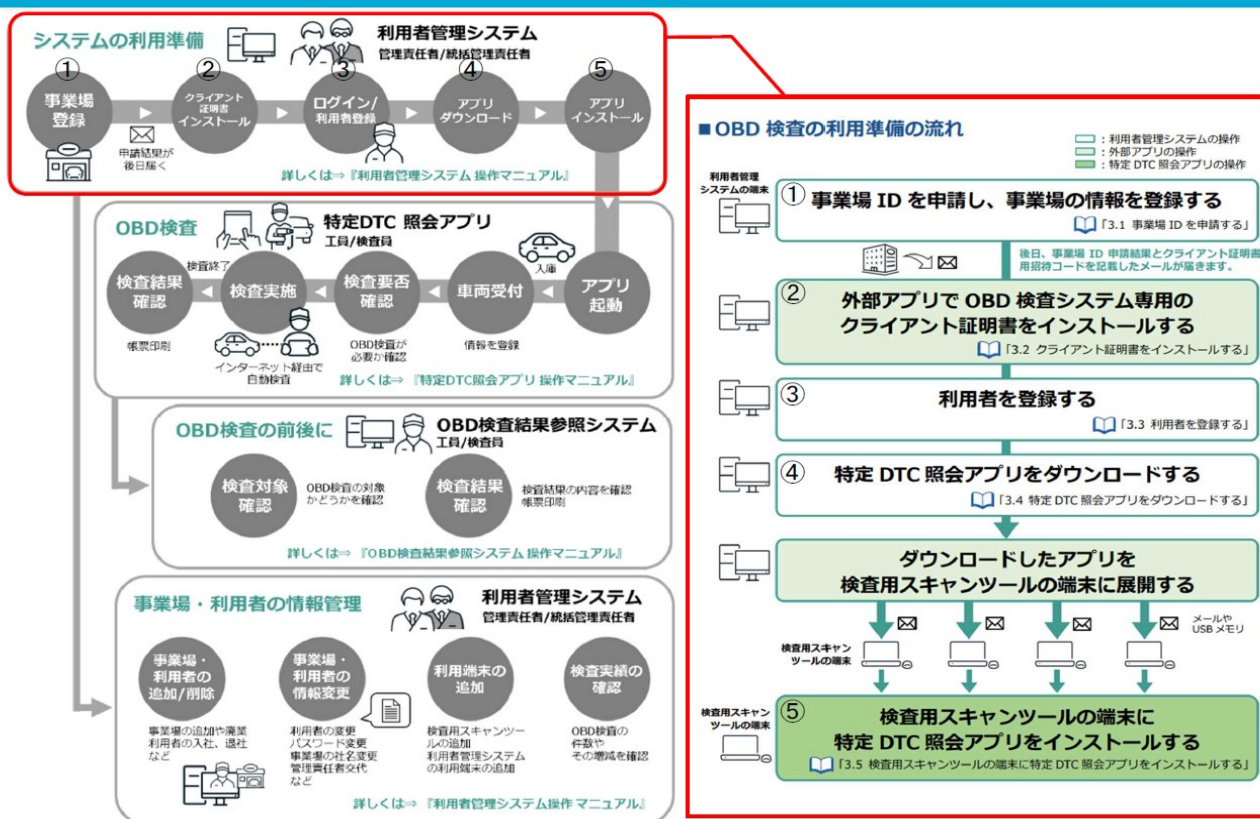 システムの利用準備
利用者管理システム
管理責任者/統括管理責任者
①
事業場
登録
②
クライアント
証明書
インストール
③
ログイン/
利用者登録
④
アプリ
ダウンロード
⑤
アプリ
インストール
申請結果が
後日届く
詳しくは⇒『利用者管理システム 操作マニュアル』
OBD検査
特定DTC 照会アプリ
工員/検査員
入庫
検査終了
検査結果
確認
検査実施
検査要否
確認
車両受付
アプリ
起動
帳票印刷
インターネット経由で
自動検査
OBD検査が
必要か確認
情報を登録
詳しくは⇒ 『特定DTC照会アプリ 操作マニュアル』
OBD検査の前後に
OBD検査結果参照システム
工員/検査員
検査対象
確認
OBD検査の対象
かどうかを確認
検査結果
確認
検査結果の内容を確認
帳票印刷
詳しくは⇒ 『OBD検査結果参照システム 操作マニュアル』
事業場・利用者の情報管理
利用者管理システム
管理責任者/統括管理責任者
事業場・
利用者の
追加/削除
事業場・
利用者の
情報変更
利用端末の
追加
検査実績の
確認
事業場の追加や廃業
利用者の入社、退社
など
利用者の変更
パスワード変更
事業場の社名変更
管理責任者交代
など
検査用スキャンツー
ルの追加
利用者管理システム
の利用端末の追加
OBD検査の
件数や
その増減を確認
詳しくは⇒ 『利用者管理システム操作 マニュアル』
■OBD 検査の利用準備の流れ
：利用者管理システムの操作
：外部アプリの操作
：特定 DTC 照会アプリの操作
利用者管理
システムの端末
① 事業場 ID を申請し、事業場の情報を登録する
「3.1 事業場 ID を申請する」
後日、事業場 ID 申請結果とクライアント証明書
用招待コードを記載したメールが届きます。
② 外部アプリで OBD 検査システム専用の
クライアント証明書をインストールする
「3.2 クライアント証明書をインストールする」
③ 利用者を登録する
「3.3 利用者を登録する」
④ 特定 DTC 照会アプリをダウンロードする
「3.4 特定 DTC 照会アプリをダウンロードする」
ダウンロードしたアプリを
検査用スキャンツールの端末に展開する
メールや
USB メモリ
検査用スキャン
ツールの端末
検査用スキャン
ツールの端末
⑤ 検査用スキャンツールの端末に
特定 DTC 照会アプリをインストールする
「3.5 検査用スキャンツールの端末に特定 DTC 照会アプリをインストールする」